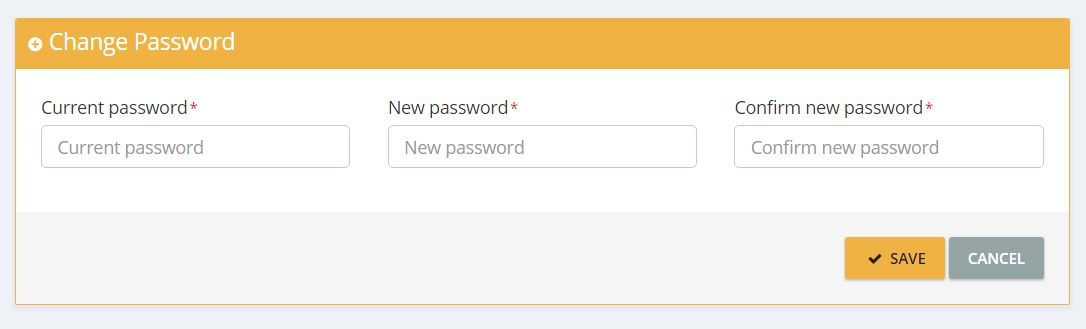 Change Password
Current password* New password* Confirm new password*
Current password New password Confirm new password
SAVE CANCEL